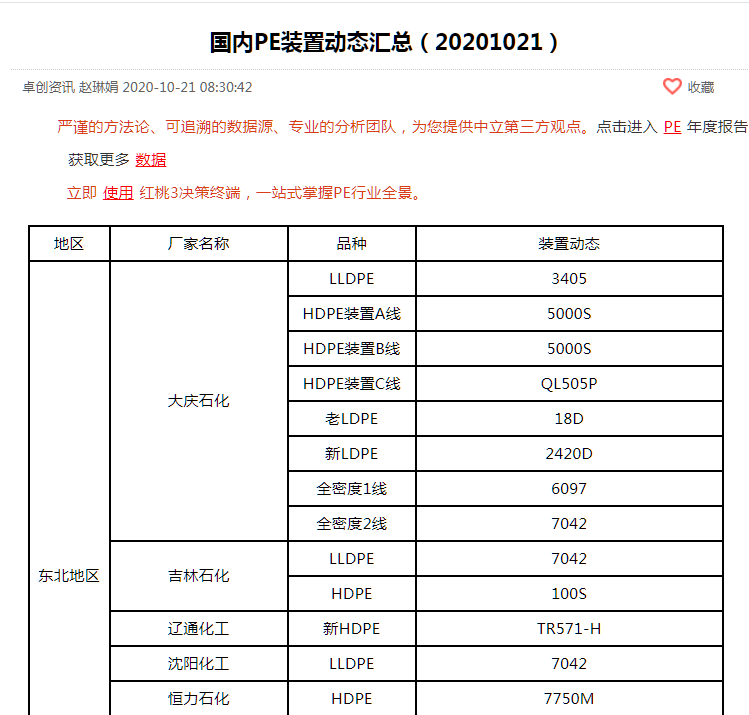 国内PE装置动态汇总（20201021）
卓创资讯 赵琳娟 2020-10-21 08:30:42 收藏
严谨的方法论、可追溯的数据源、专业的分析团队，为您提供中立第三方观点。点击进入 PE 年度报告
获取更多 数据
立即 使用 红桃3决策终端，一站式掌握PE行业全景。
地区 厂家名称 品种 装置动态
东北地区 大庆石化 LLDPE 3405
HDPE装置A线 5000S
HDPE装置B线 5000S
HDPE装置C线 QL505P
老LDPE 18D
新LDPE 2420D
全密度1线 6097
全密度2线 7042
吉林石化 LLDPE 7042
HDPE 100S
辽通化工 新HDPE TR571-H
沈阳化工 LLDPE 7042
恒力石化 HDPE 7750M